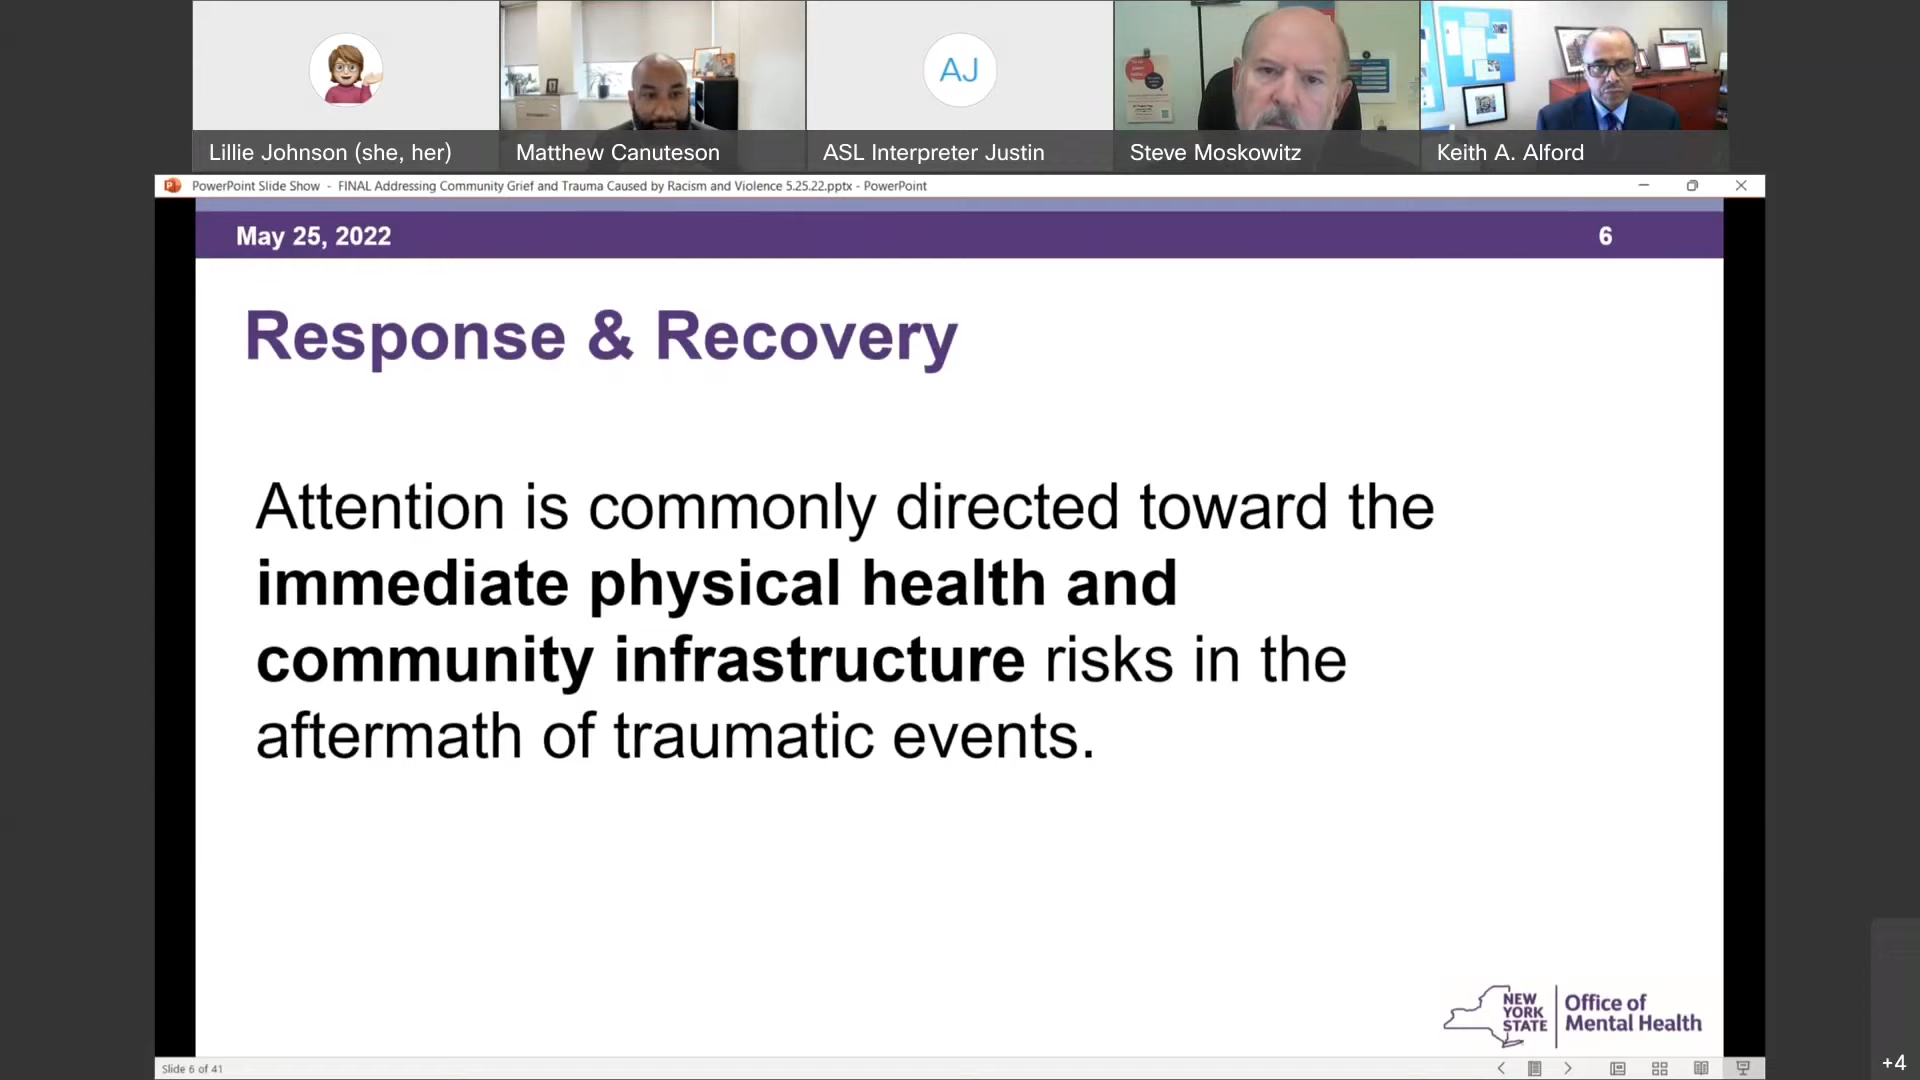 AJ
Lillie Johnson (she, her)
Matthew Canuteson
ASL Interpreter Justin
Steve Moskowitz
Keith A. Alford
PowerPoint Slide Show - FINAL Addressing Community Grief and Trauma Caused by Racism and Violence 5.25.22.pptx - PowerPoint
May 25, 2022
6
Response & Recovery
Attention is commonly directed toward the
immediate physical health and
community infrastructure risks in the
aftermath of traumatic events.
NEW
YORK
STATE
Office of
Mental Health
Slide 6 of 41
+4